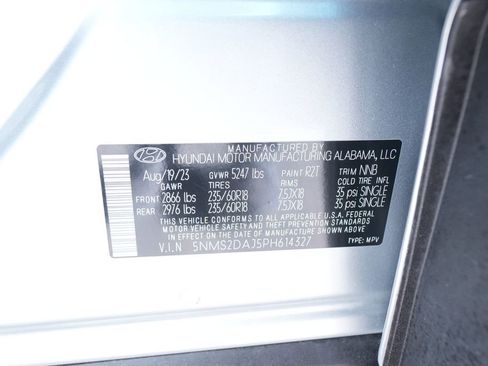 MANUFACTURED BY
HYUNDAI MOTOR MANUFACTURING ALABAMA, LLC
Aug/19/23 GVWR 5247 lbs PAINT R2T TRIM NNB
GAWR TIRES RIMS COLD TIRE INFL
FRONT 2866 lbs 235/60R18 7.5JX18 35 psi SINGLE
REAR 2976 lbs 235/60R18 7.5JX18 35 psi SINGLE
THIS VEHICLE CONFORMS TO ALL APPLICABLE U.S.A. FEDERAL
MOTOR VEHICLE SAFETY AND THEFT PREVENTION STANDARDS
IN EFFECT ON THE DATE OF MANUFACTURE SHOWN ABOVE.
V.I.N 5NMS2DAJ5PH614327 TYPE: MPV